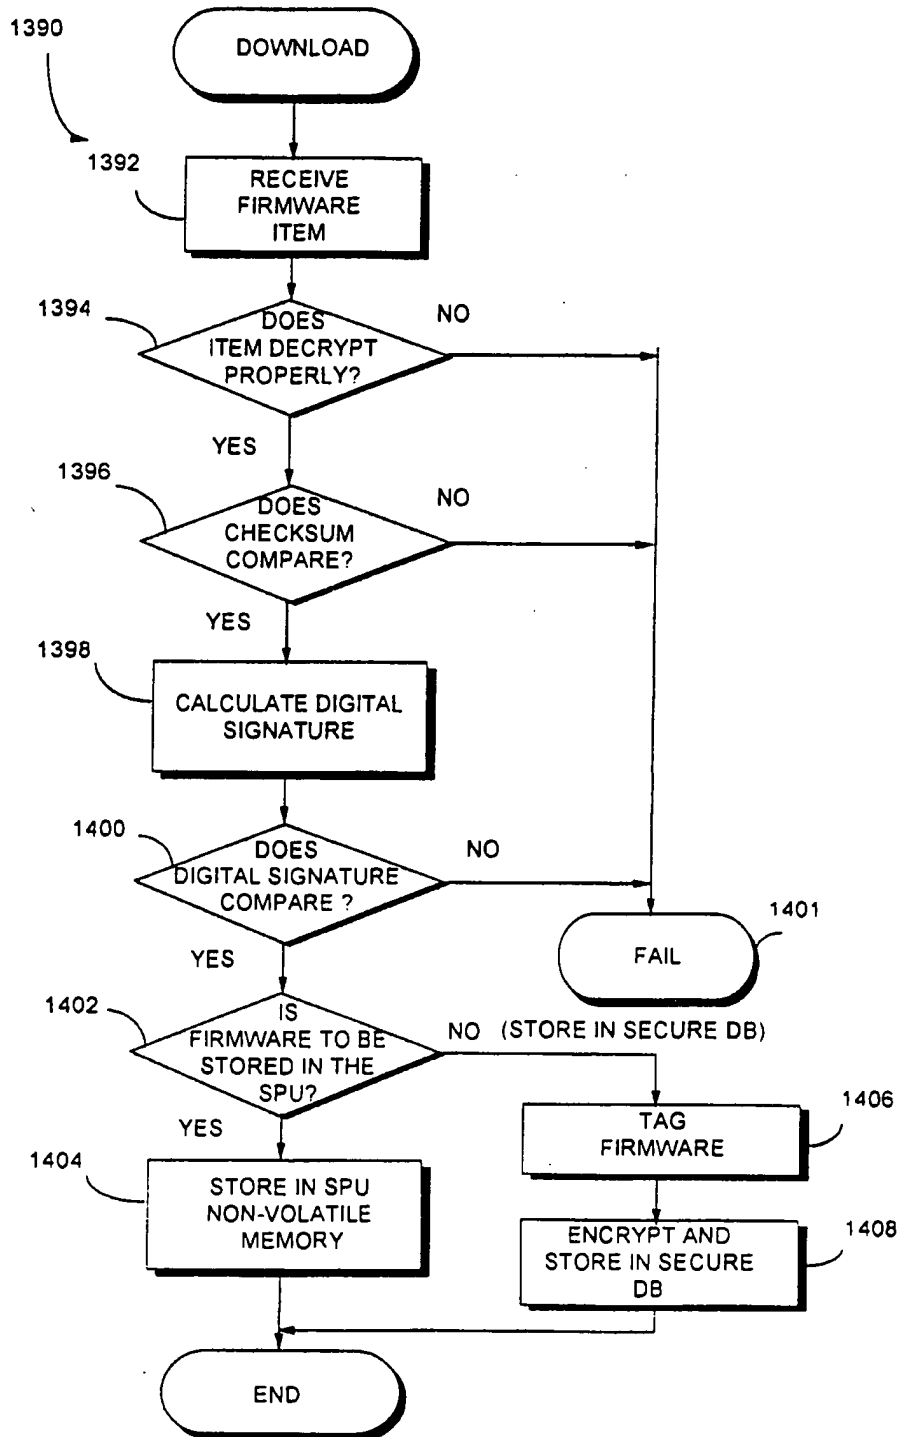 1390
DOWNLOAD
1392
RECEIVE
FIRMWARE
ITEM
1394
DOES
ITEM DECRYPT
PROPERLY?
NO
YES
1396
DOES
CHECKSUM
COMPARE?
NO
YES
1398
CALCULATE DIGITAL
SIGNATURE
1400
DOES
DIGITAL SIGNATURE
COMPARE ?
NO
YES
1401
FAIL
1402
IS
FIRMWARE TO BE
STORED IN THE
SPU?
NO (STORE IN SECURE DB)
YES
1406
TAG
FIRMWARE
1404
STORE IN SPU
NON-VOLATILE
MEMORY
1408
ENCRYPT AND
STORE IN SECURE
DB
END